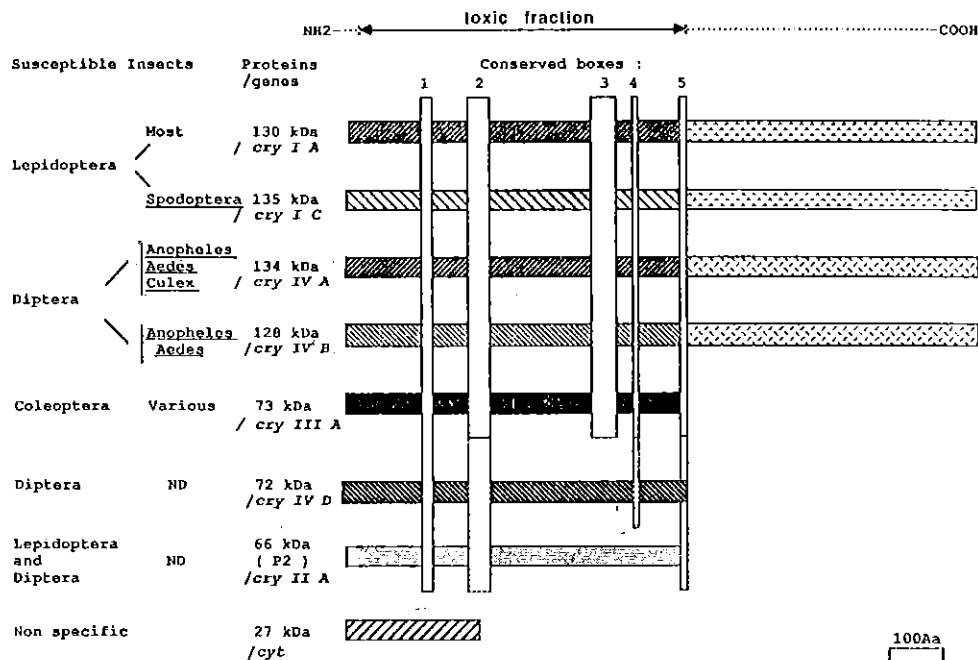 toxic fraction
NH2 COOH
Susceptible Insects Proteins /genes Conserved boxes :
1 2 3 4 5
Most 130 kDa
/ cry I A
Lepidoptera
Spodoptera 135 kDa
/ cry I C
Anopheles
Aedes 134 kDa
Culex / cry IV A
Diptera
Anopheles 128 kDa
Aedes /cry IV B
Coleoptera Various 73 kDa
/ cry III A
Diptera ND 72 kDa
/cry IV D
Lepidoptera 66 kDa
and ND ( P2 )
Diptera /cry II A
Non specific 27 kDa
/cyt
100Aa